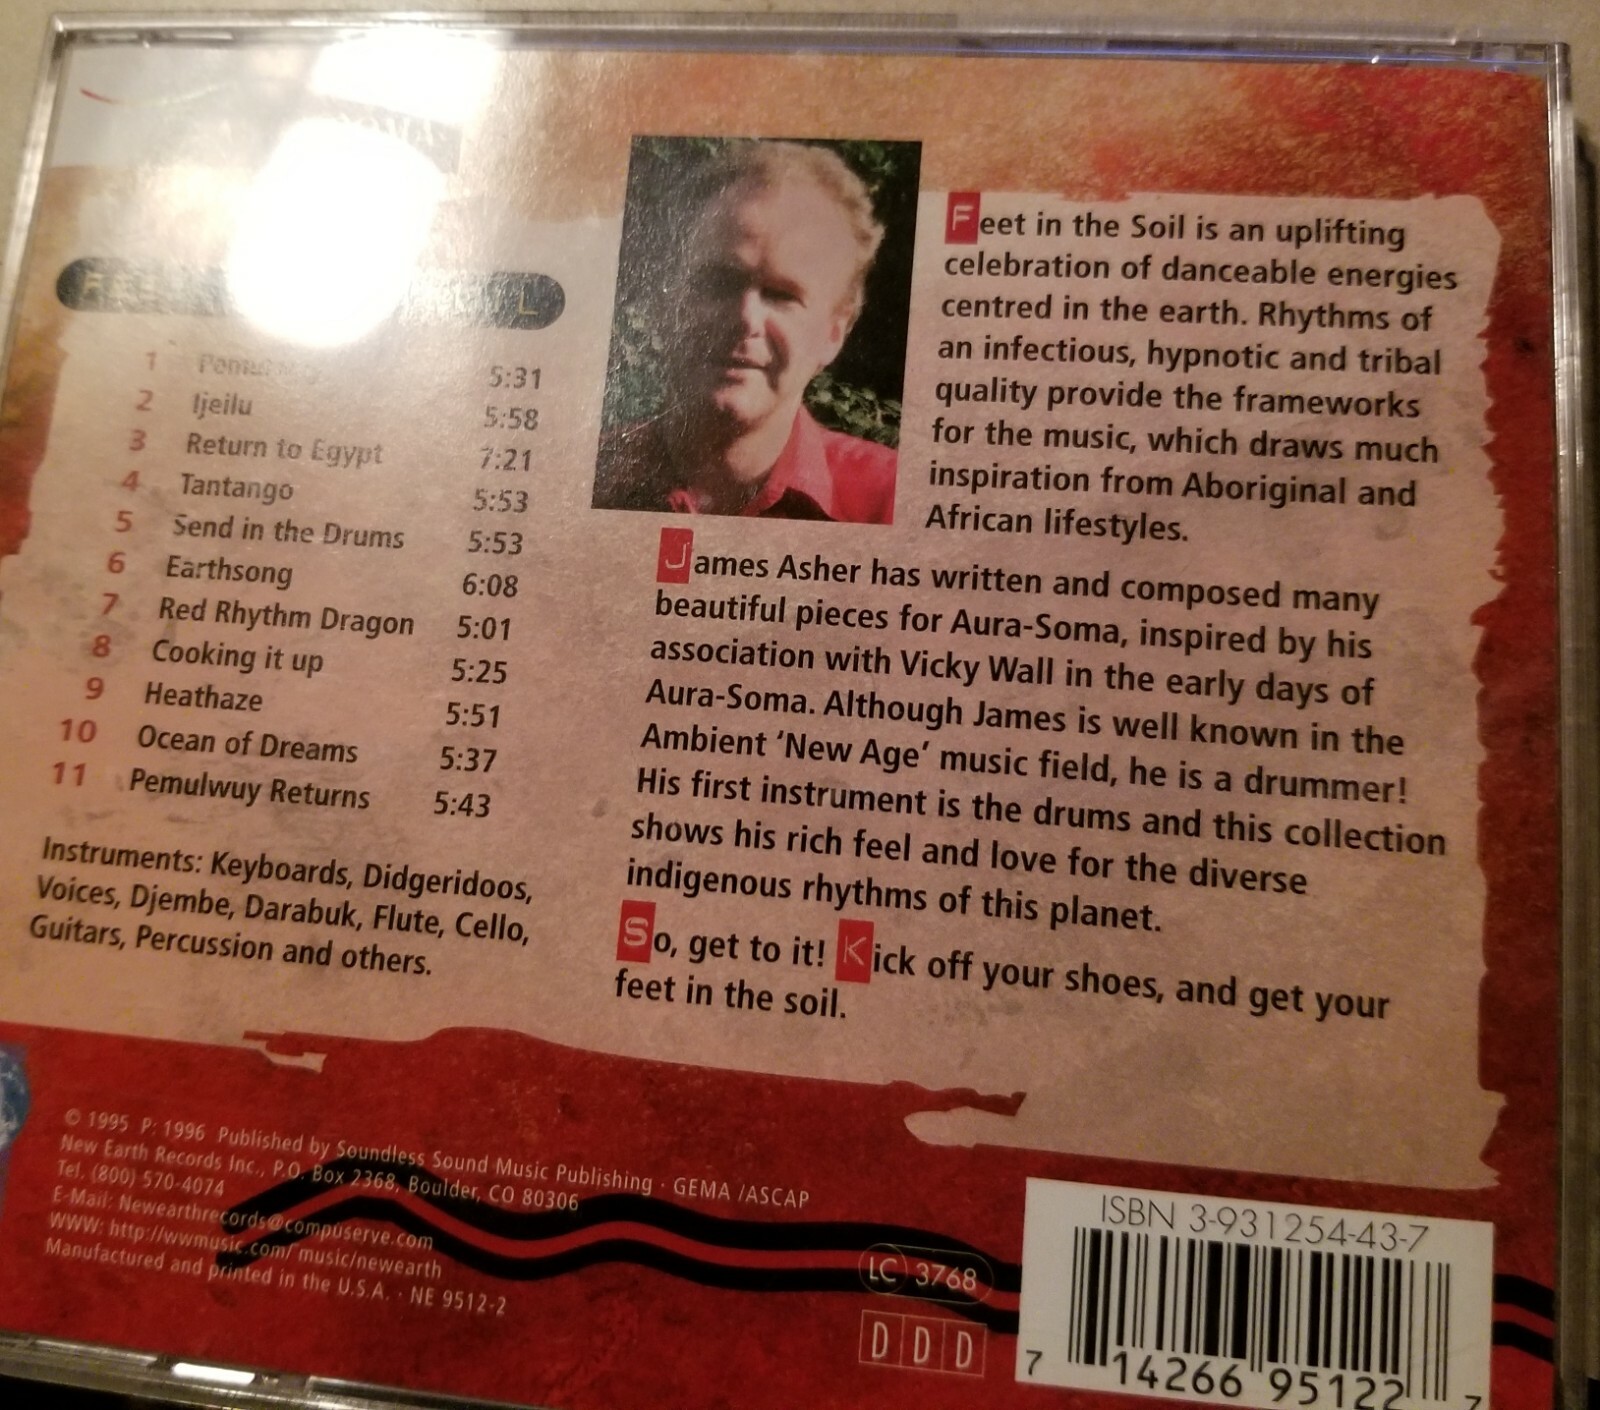 1 5:31
2 Ijeilu 5:58
3 Return to Egypt 7:21
4 Tantango 5:53
5 Send in the Drums 5:53
6 Earthsong 6:08
7 Red Rhythm Dragon 5:01
8 Cooking it up 5:25
9 Heathaze 5:51
10 Ocean of Dreams 5:37
11 Pemulwuy Returns 5:43
Instruments: Keyboards, Didgeridoos,
Voices, Djembe, Darabuk, Flute, Cello,
Guitars, Percussion and others.
Feet in the Soil is an uplifting
celebration of danceable energies
centred in the earth. Rhythms of
an infectious, hypnotic and tribal
quality provide the frameworks
for the music, which draws much
inspiration from Aboriginal and
African lifestyles.
James Asher has written and composed many
beautiful pieces for Aura-Soma, inspired by his
association with Vicky Wall in the early days of
Aura-Soma. Although James is well known in the
Ambient ‘New Age’ music field, he is a drummer!
His first instrument is the drums and this collection
shows his rich feel and love for the diverse
indigenous rhythms of this planet.
So, get to it! Kick off your shoes, and get your
feet in the soil.
© 1995 P: 1996 Published by Soundless Sound Music Publishing · GEMA /ASCAP
New Earth Records Inc., P.O. Box 2368, Boulder, CO 80306
Tel. (800) 570-4074
E-Mail: Newearthrecords@compuserve.com
WWW: http://wwmusic.com/ music/newearth
Manufactured and printed in the U.S.A. · NE 9512-2
LC 3768
DDD
ISBN 3-931254-43-7
7 14266 95122 7